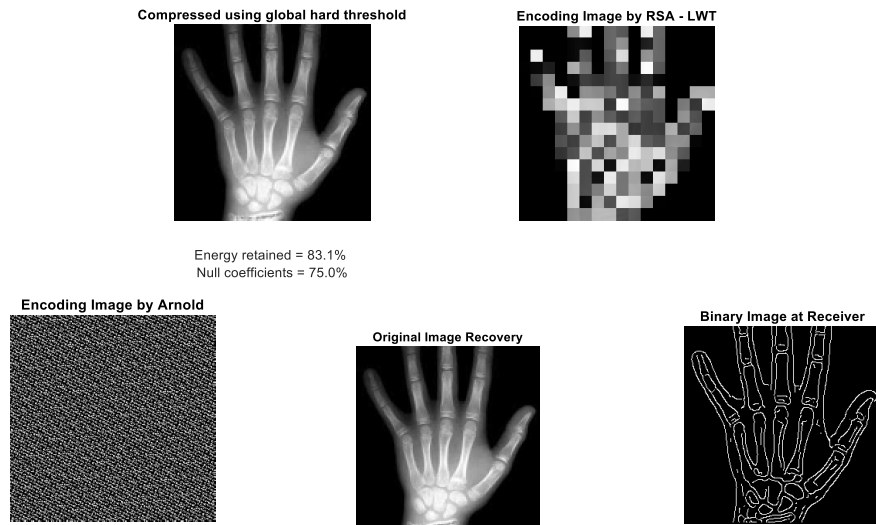 Compressed using global hard threshold
Encoding Image by RSA - LWT
Energy retained = 83.1%
Null coefficients = 75.0%
Encoding Image by Arnold
Original Image Recovery
Binary Image at Receiver